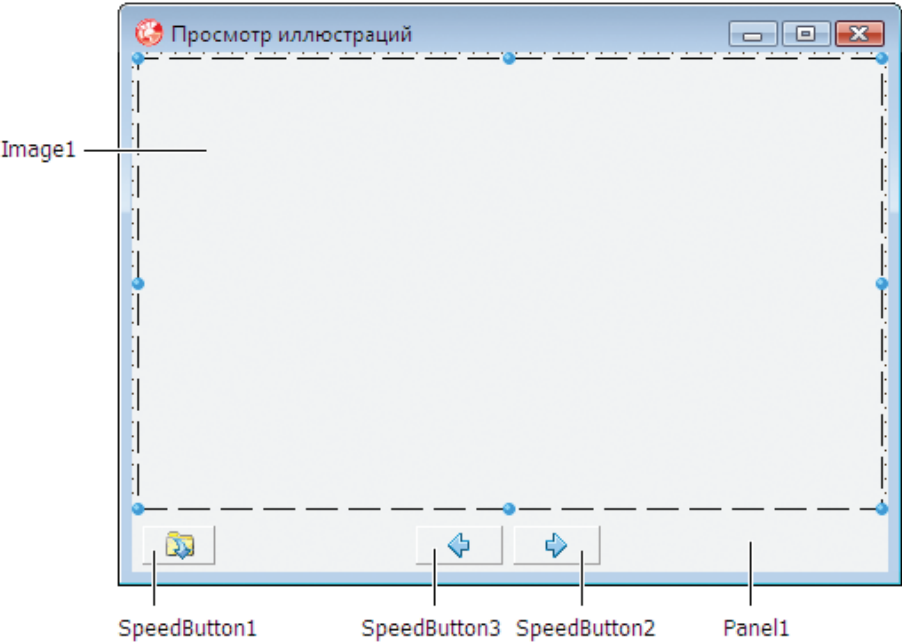 Просмотр иллюстраций
Image1
SpeedButton1
SpeedButton3
SpeedButton2
Panel1